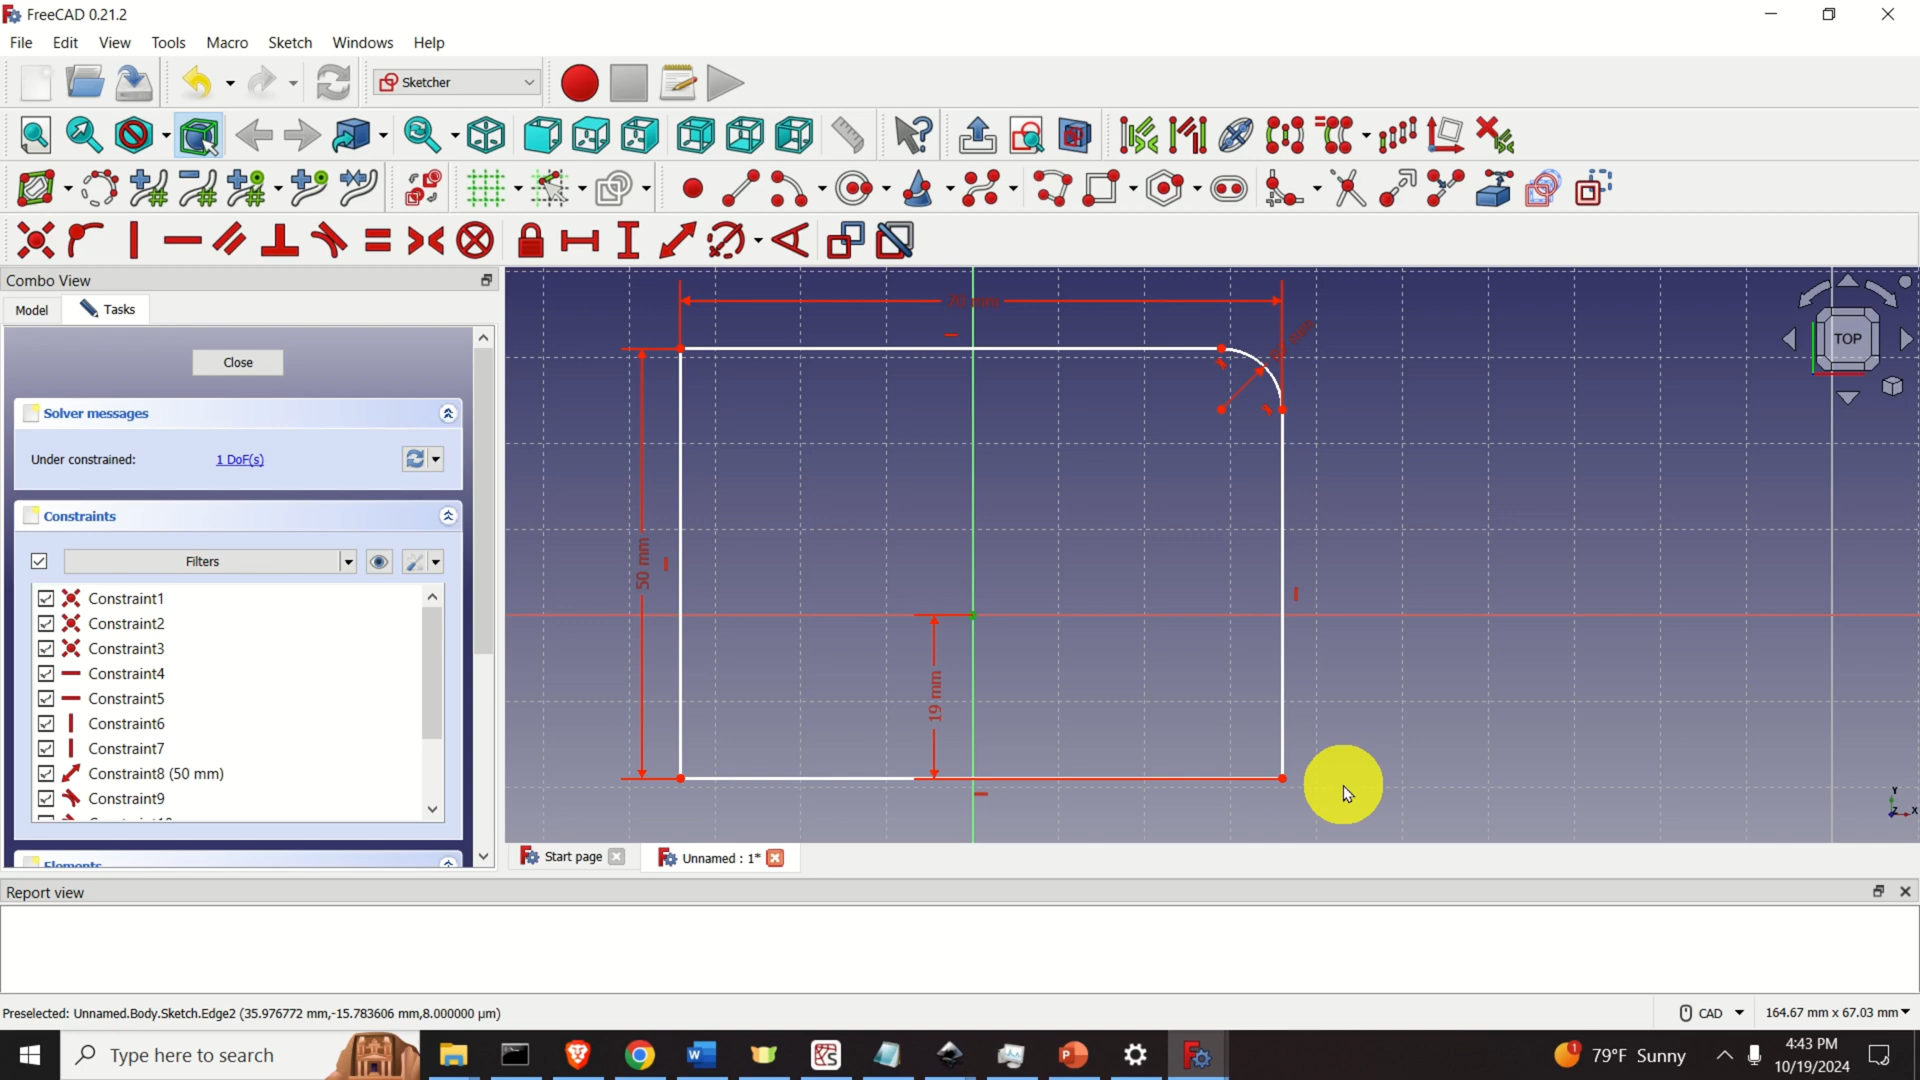 FreeCAD 0.21.2
File Edit View Tools Macro Sketch Windows Help
Sketcher
Combo View
Model Tasks
Close
Solver messages
Under constrained: 1 DoF(s)
Constraints
Filters
Constraint1
Constraint2
Constraint3
Constraint4
Constraint5
Constraint6
Constraint7
Constraint8 (50 mm)
Constraint9
Elements
70 mm
50 mm
19 mm
TOP
Y
Z X
Start page Unnamed : 1*
Report view
Preselected: Unnamed.Body.Sketch.Edge2 (35.976772 mm,-15.783606 mm,8.000000 µm)
CAD 164.67 mm x 67.03 mm
Type here to search
1 79°F Sunny
4:43 PM
10/19/2024